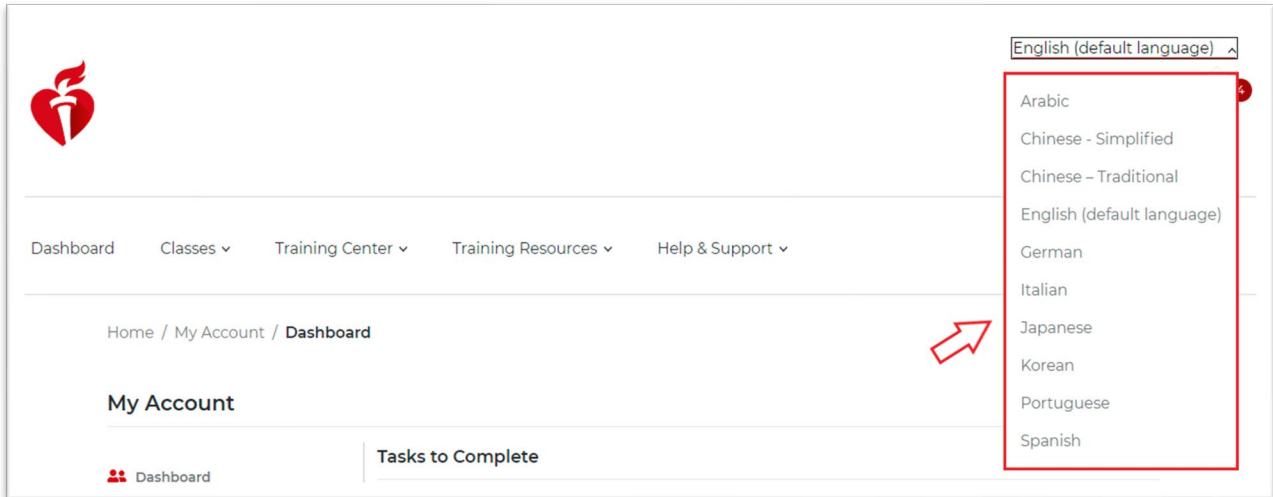 English (default language)
4
Arabic
Chinese - Simplified
Chinese – Traditional
English (default language)
German
Italian
Japanese
Korean
Portuguese
Spanish
Dashboard Classes Training Center Training Resources Help & Support
Home / My Account / Dashboard
My Account
Dashboard
Tasks to Complete